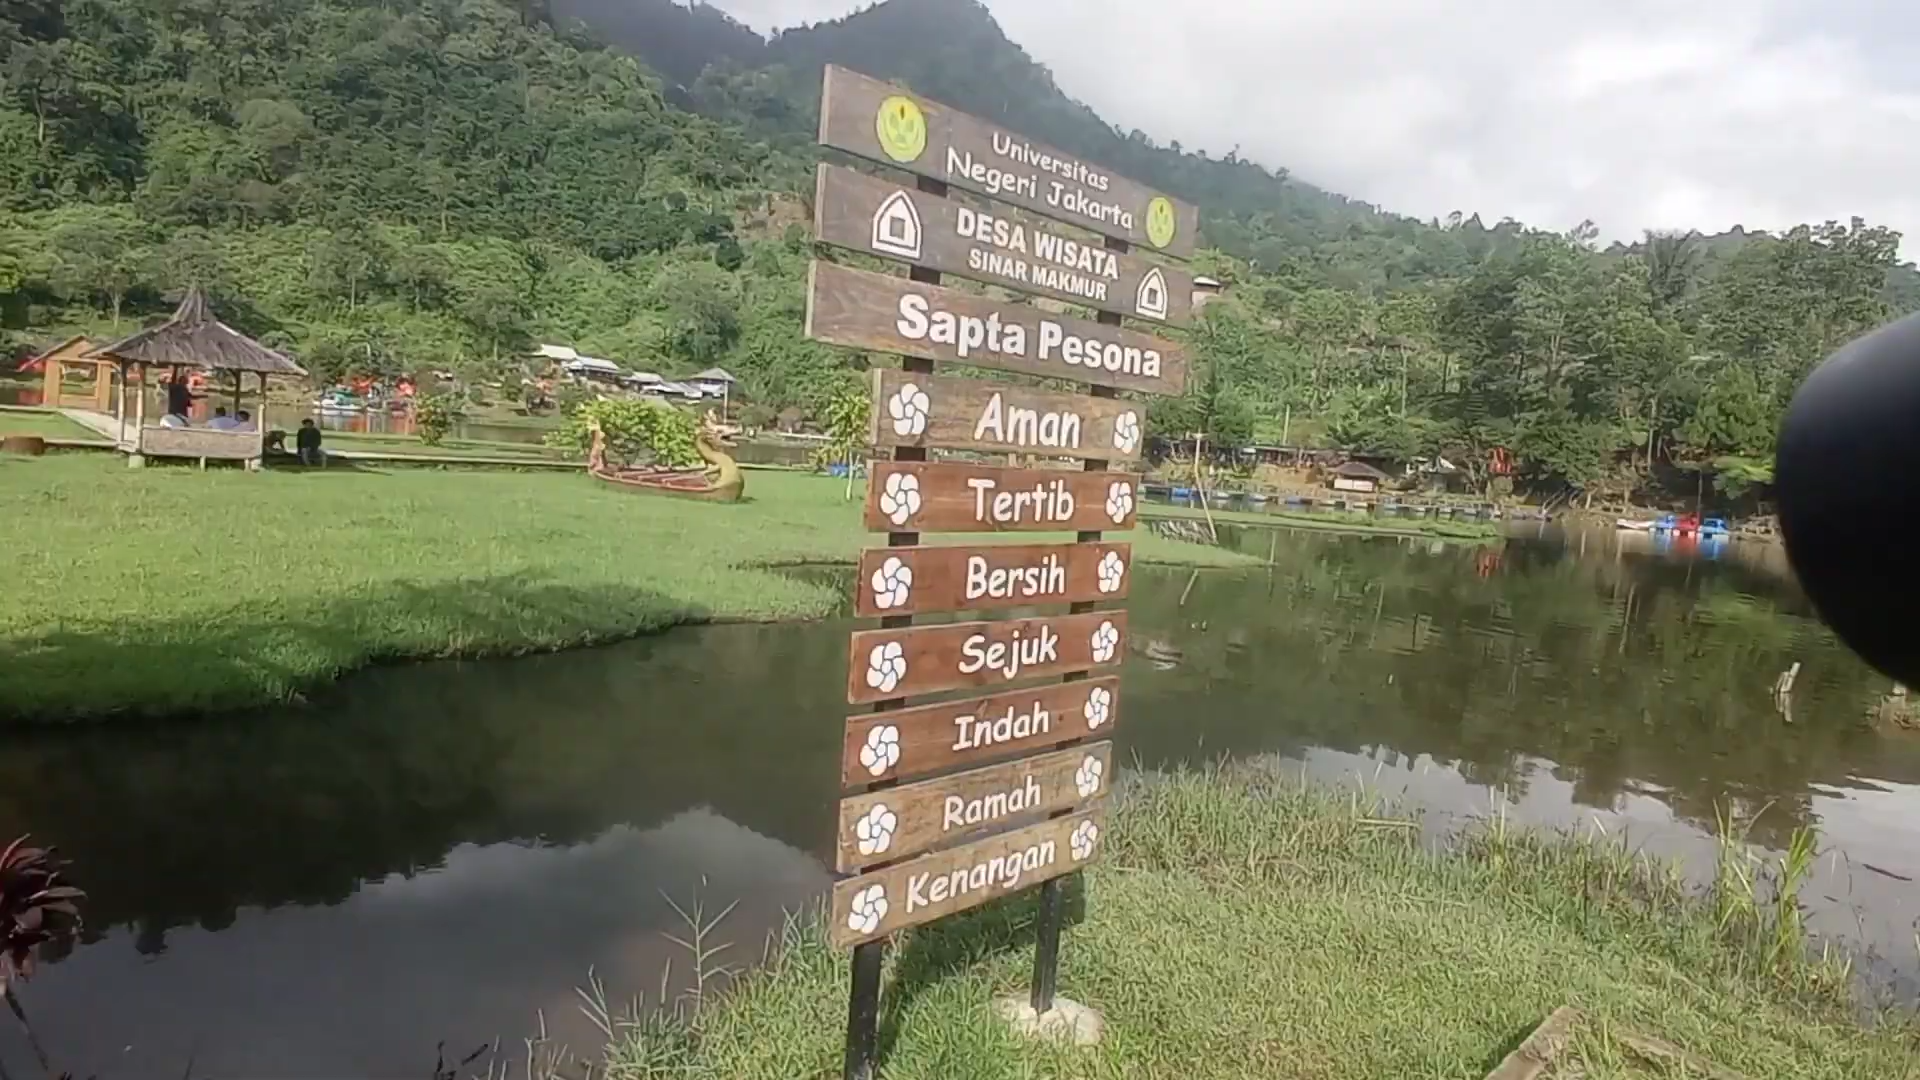 Universitas
Negeri Jakarta
DESA WISATA
SINAR MAKMUR
Sapta Pesona
Aman
Tertib
Bersih
Sejuk
Indah
Ramah
Kenangan